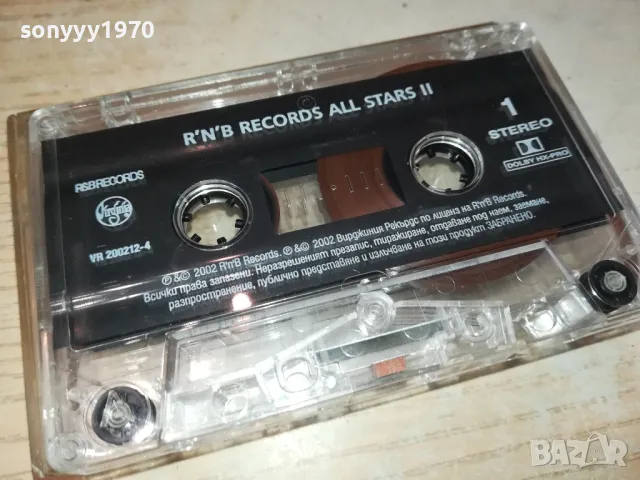 sonyyy1970
R'N'B RECORDS ALL STARS II
1
STEREO
DOLBY HX-PRO
R&B RECORDS
Virginia
VR 200212-4
℗ &© 2002 R'n'B Records. ℗ &© 2002 Вирджиния Рекърдс по лиценз на R'n'B Records.
Всички права запазени. Неразрешеният презапис, тиражиране, отдаване под наем, заемане,
разпространение, публично представяне и излъчване на този продукт ЗАБРАНЕНО.
BAZAR